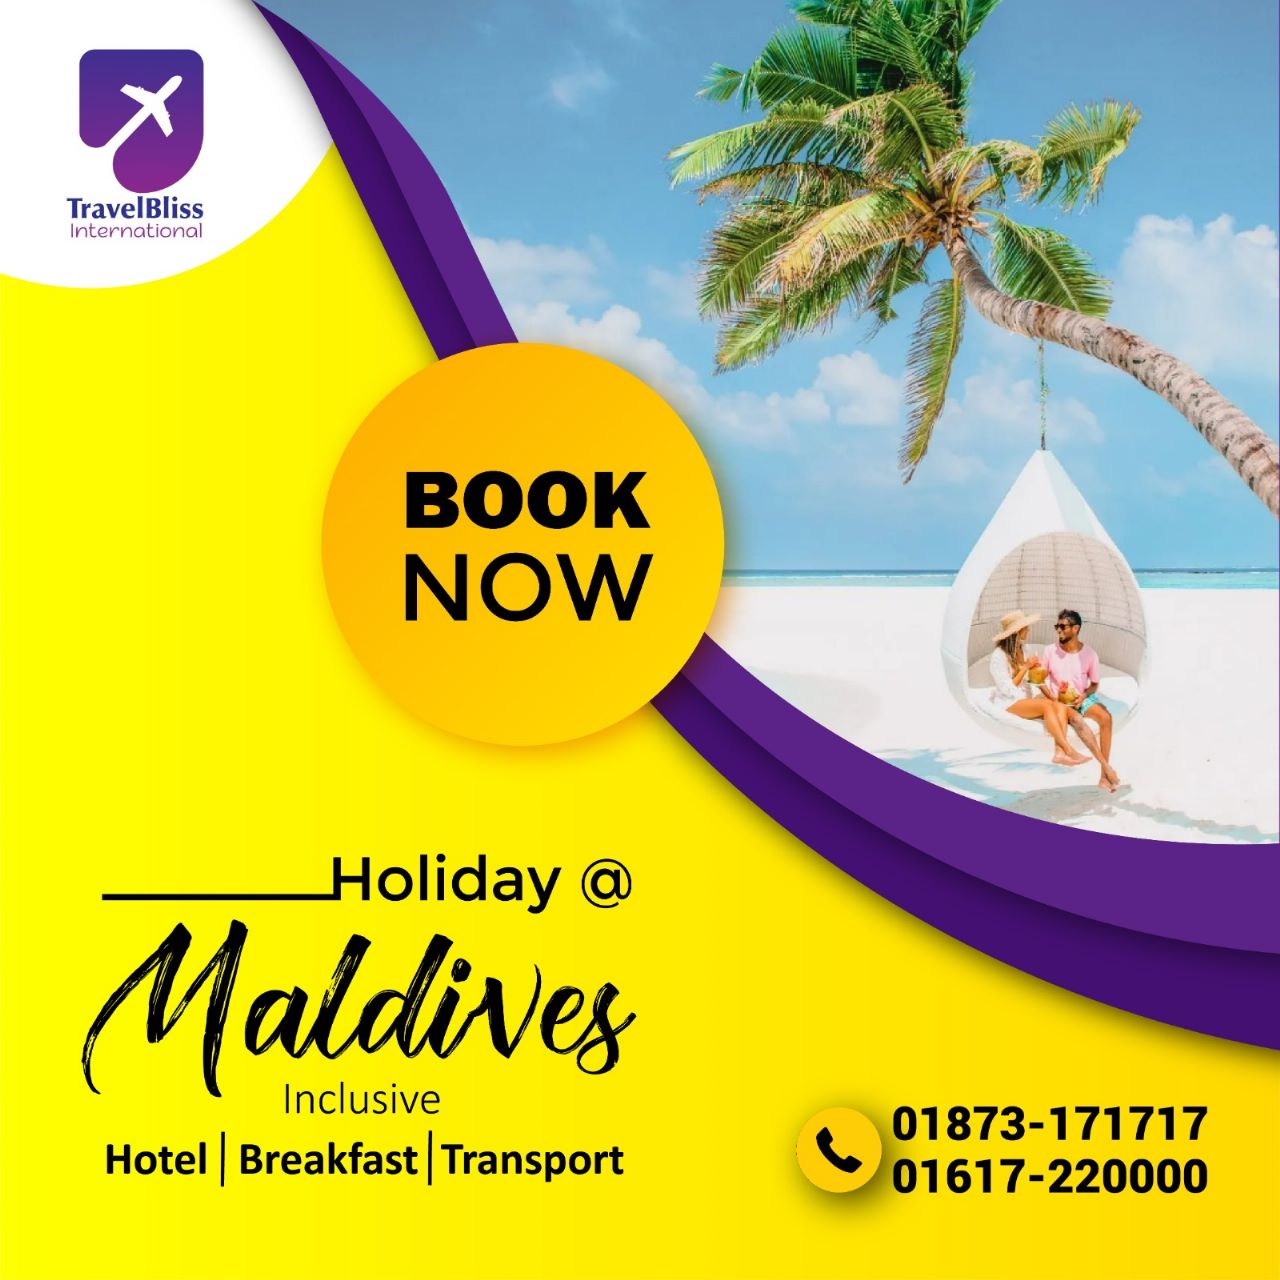 TravelBliss
International
BOOK
NOW
Holiday @
Maldives
Inclusive
Hotel|Breakfast|Transport
01873-171717
01617-220000